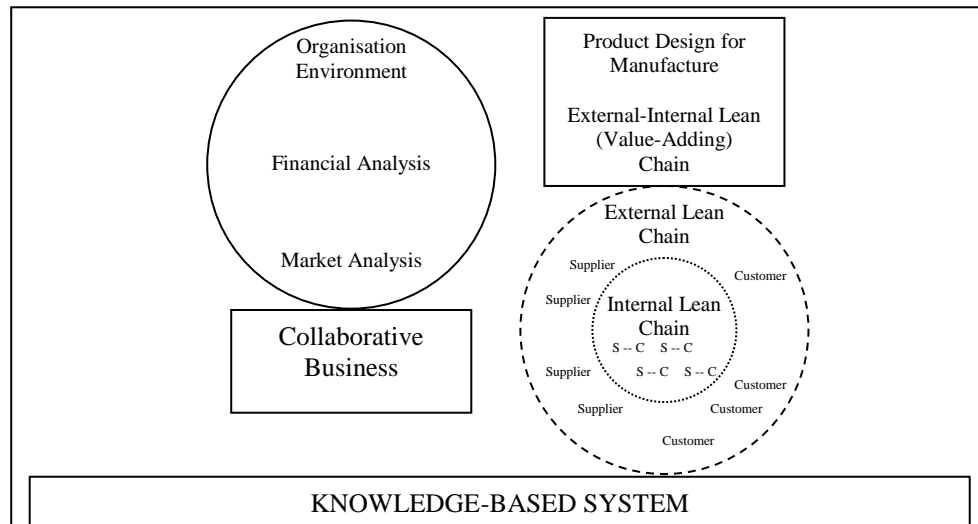 Organisation
Environment
Financial Analysis
Market Analysis
Collaborative
Business
Product Design for
Manufacture
External-Internal Lean
(Value-Adding)
Chain
External Lean
Chain
Supplier
Customer
Supplier
Internal Lean
Chain
S -- C S -- C
S -- C S -- C
Supplier
Customer
Supplier
Customer
Customer
KNOWLEDGE-BASED SYSTEM